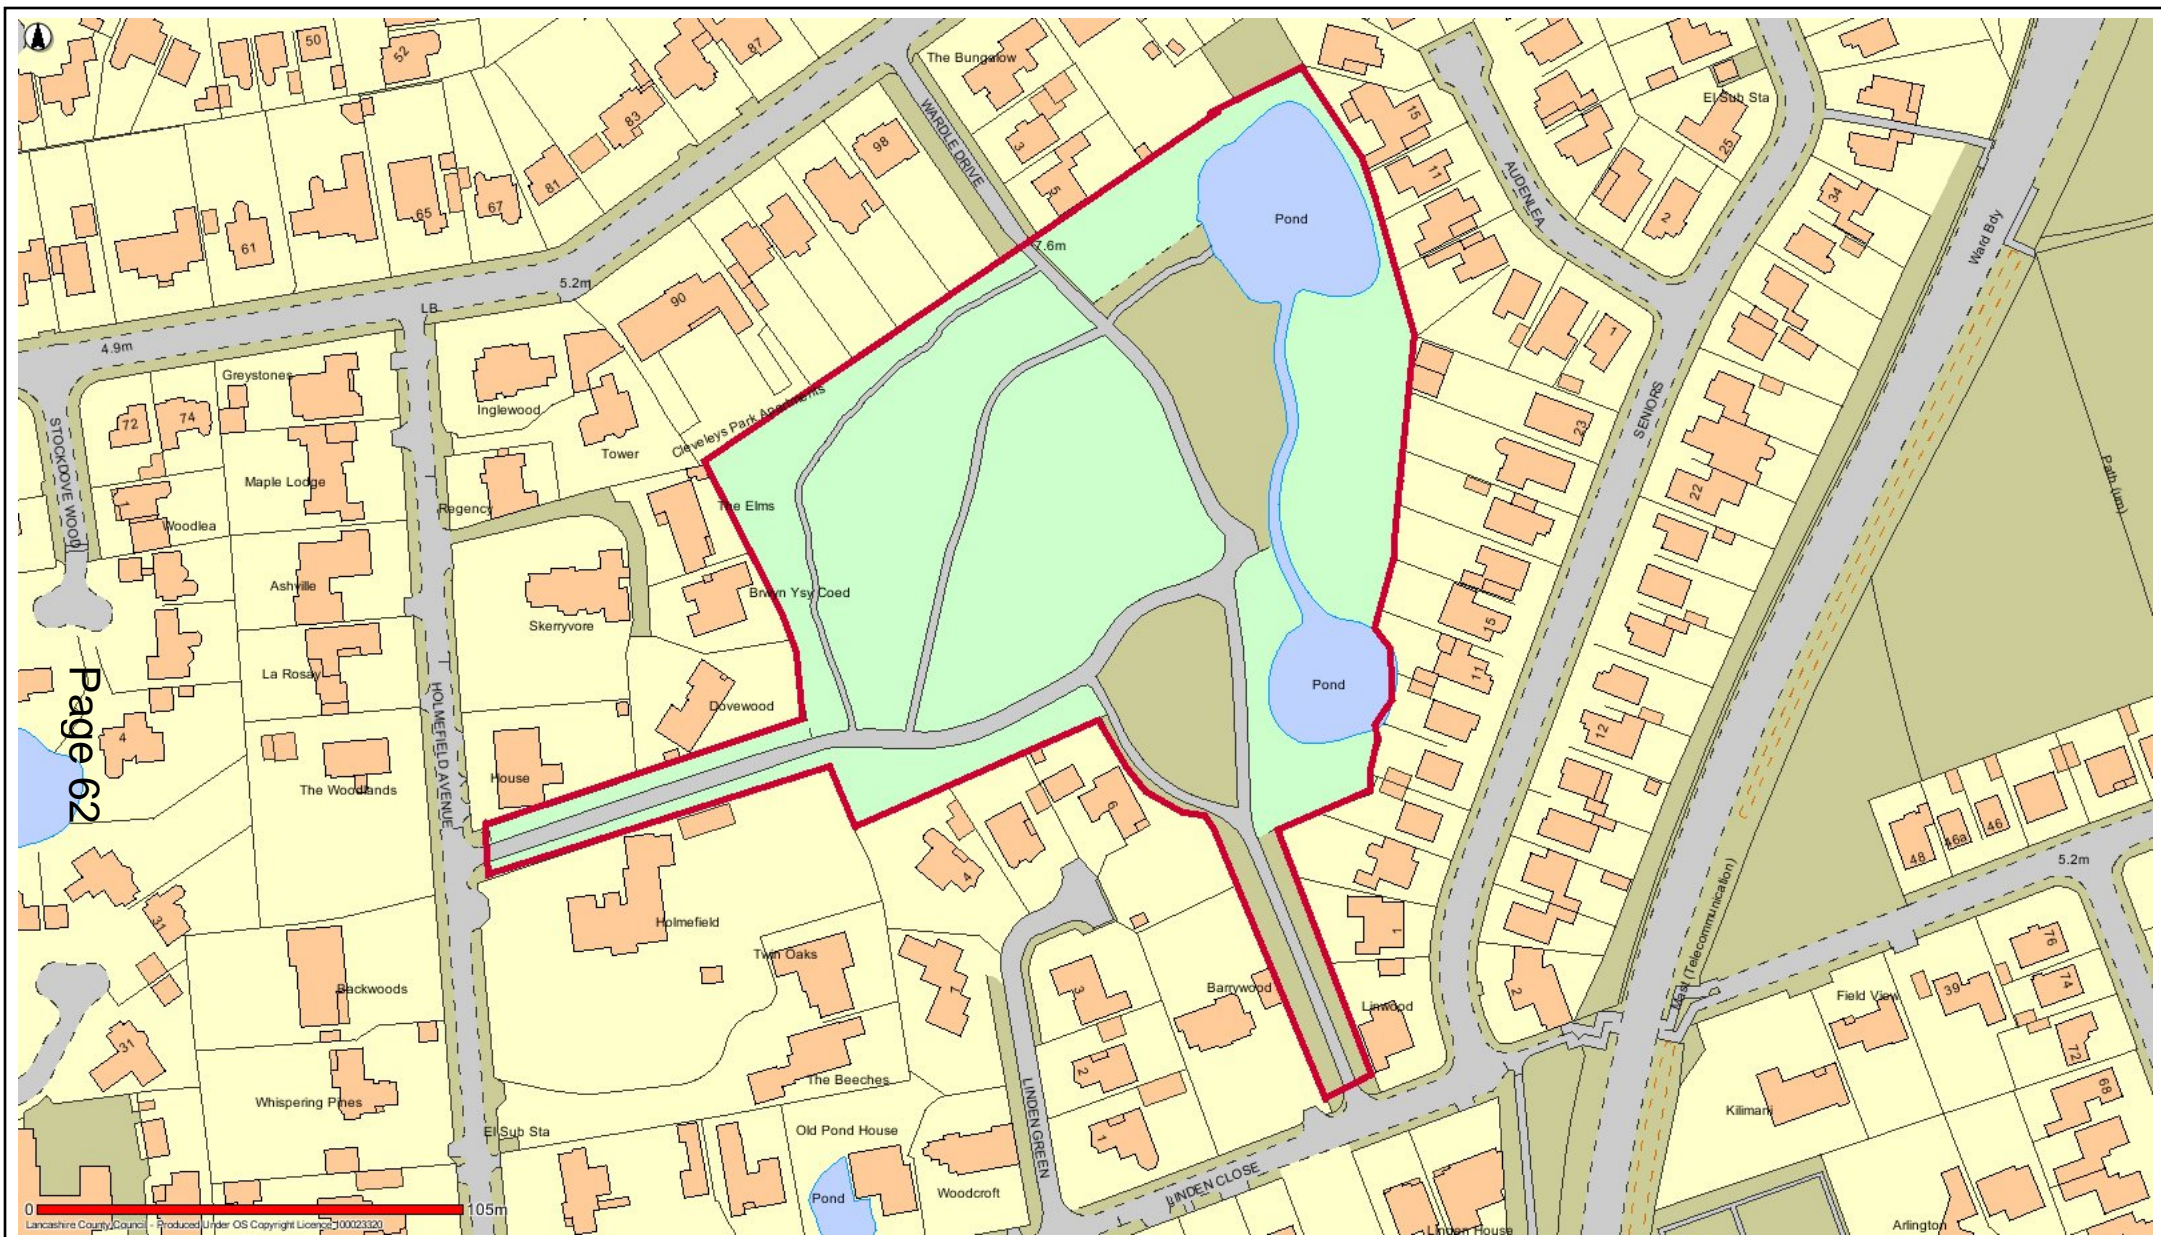 50
52
87
The Bungalow
83
98
WARDLE DRIVE
3
5
15
11
El Sub Sta
25
AUDENLEA
2
34
Ward Bdy
81
65
67
61
Pond
7.6m
5.2m
90
LB
4.9m
Greystones
Inglewood
1
STOCKDOVE WOOD
72
74
Cleveleys Park Apartments
Tower
SENIORS
23
22
Path (um)
Maple Lodge
Regency
The Elms
1
Woodlea
Ashville
Brwyn Ysy Coed
Skerryvore
15
La Rosay
HOLMEFIELD AVENUE
Dovewood
Pond
11
12
Page 62
4
House
The Woodlands
6
4
48
46a
46
5.2m
Mast (Telecommunication)
31
Holmefield
Twin Oaks
1
76
74
72
Backwoods
7
3
Barrywood
Linwood
2
Field View
39
31
Whispering Pines
The Beeches
2
LINDEN GREEN
Kilimani
68
El Sub Sta
Old Pond House
1
Pond
Woodcroft
LINDEN CLOSE
Linden House
Arlington
0
105m
Lancashire County Council - Produced Under OS Copyright Licence 100023320